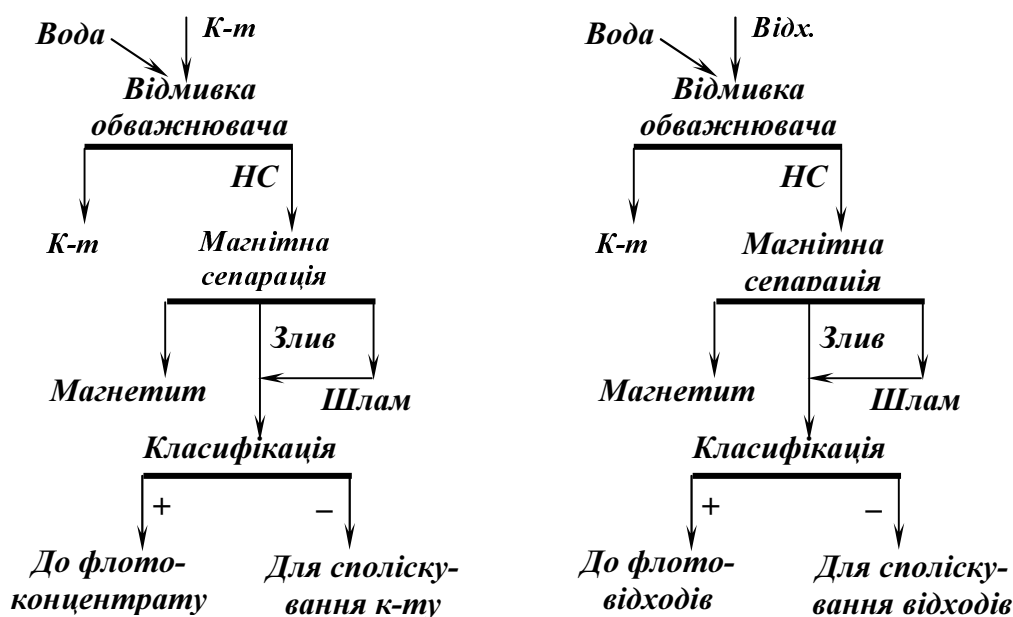 Вода
К-т
Відмивка
обважнювача
НС
К-т
Магнітна
сепарація
Злив
Магнетит
Шлам
Класифікація
+
–
До флото-
концентрату
Для споліску-
вання к-ту
Вода
Відх.
Відмивка
обважнювача
НС
К-т
Магнітна
сепарація
Злив
Магнетит
Шлам
Класифікація
+
–
До флото-
відходів
Для споліску-
вання відходів